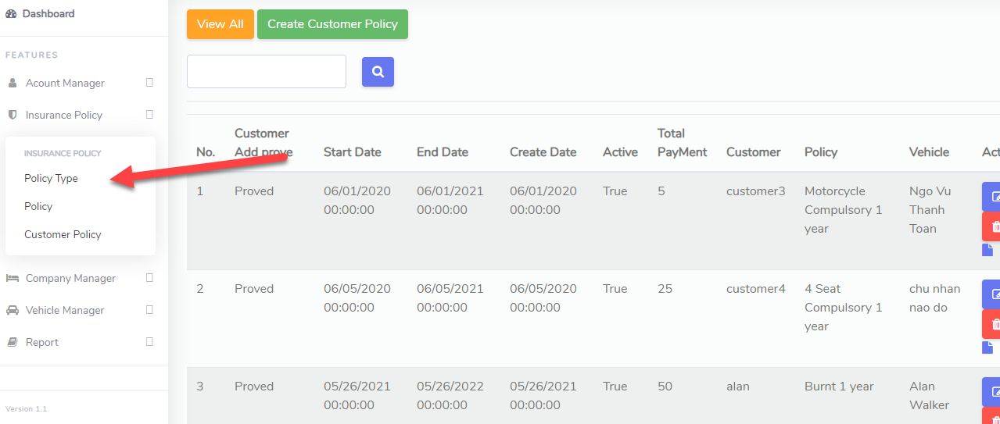 Dashboard
View All
Create Customer Policy
FEATURES
Acount Manager
Insurance Policy
INSURANCE POLICY
Policy Type
Policy
Customer Policy
Company Manager
Vehicle Manager
Report
Version 1.1
No. Customer Add prove Start Date End Date Create Date Active Total PayMent Customer Policy Vehicle
1 Proved 06/01/2020 00:00:00 06/01/2021 00:00:00 06/01/2020 00:00:00 True 5 customer3 Motorcycle Compulsory 1 year Ngo Vu Thanh Toan
2 Proved 06/05/2020 00:00:00 06/05/2021 00:00:00 06/05/2020 00:00:00 True 25 customer4 4 Seat Compulsory 1 year chu nhan nao do
3 Proved 05/26/2021 00:00:00 05/26/2022 00:00:00 05/26/2021 00:00:00 True 50 alan Burnt 1 year Alan Walker